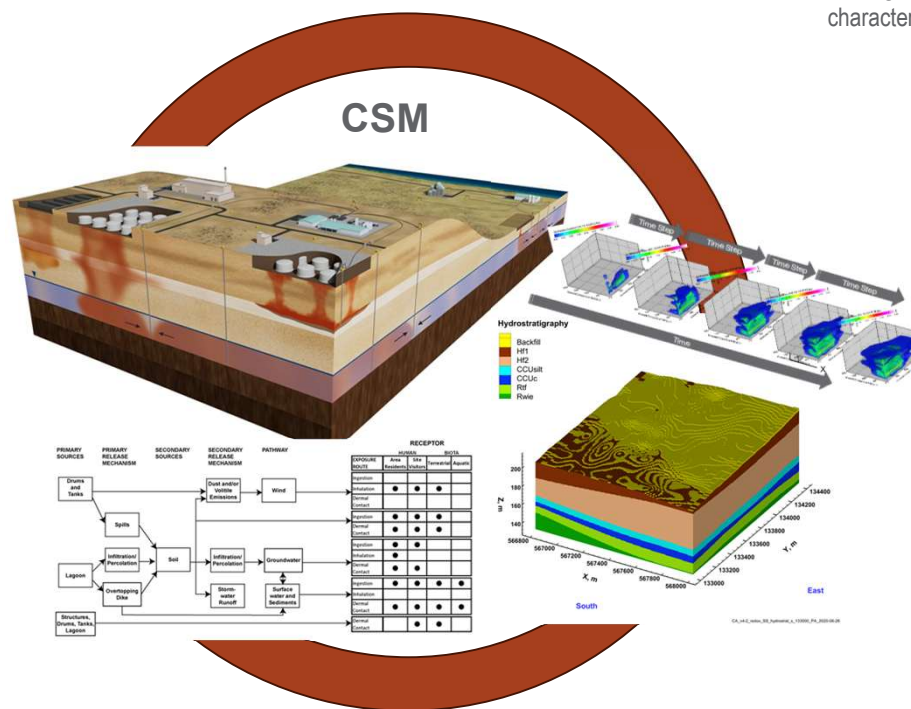 character
CSM
Time Step
Time Step
Time Step
Time Step
Time
X
Hydrostratigraphy
Backfill
Hf1
Hf2
CCUsilt
CCUc
Rtf
Rwie
Z, m
200
180
160
140
566800
567000
567200
567400
567600
567800
568000
X, m
133000
133200
133400
133600
133800
134000
134200
134400
Y, m
South
East
PRIMARY SOURCES
PRIMARY RELEASE MECHANISM
SECONDARY SOURCES
SECONDARY RELEASE MECHANISM
PATHWAY
RECEPTOR
HUMAN
BIOTA
EXPOSURE ROUTE
Area Residents
Site Visitors
Terrestrial
Aquatic
Drums and Tanks
Spills
Lagoon
Infiltration/ Percolation
Overtopping Dike
Structures, Drums, Tanks, Lagoon
Soil
Dust and/or Volitile Emissions
Infiltration/ Percolation
Storm-water Runoff
Wind
Groundwater
Surface water and Sediments
Ingestion
Inhalation
Dermal Contact
Ingestion
Dermal Contact
Ingestion
Inhalation
Dermal Contact
Ingestion
Inhalation
Dermal Contact
Dermal Contact